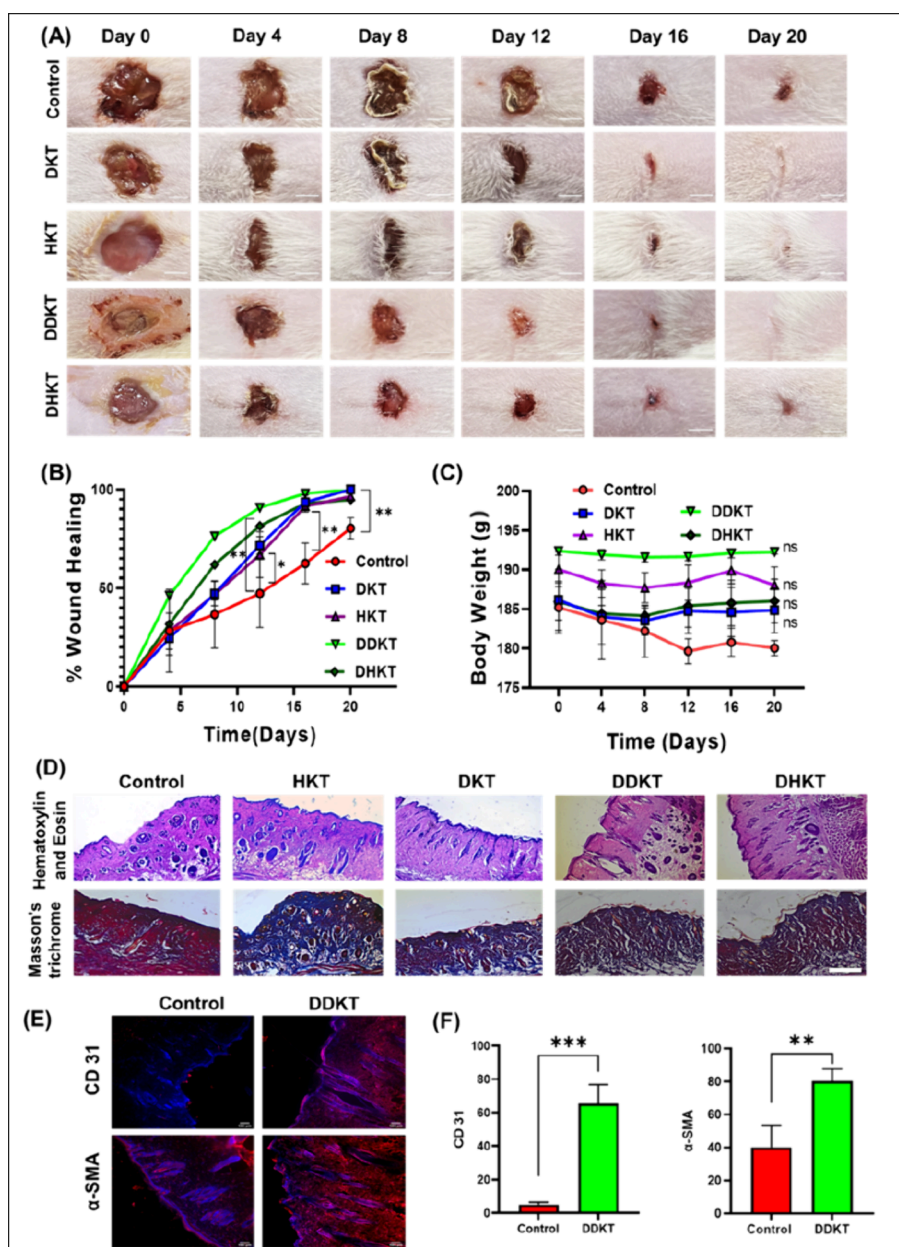 (A) Day 0 Day 4 Day 8 Day 12 Day 16 Day 20
Control
DKT
HKT
DDKT
DHKT
(B)
% Wound Healing
100
50
0
0 5 10 15 20
Time(Days)
**
*
**
**
Control
DKT
HKT
DDKT
DHKT
(C)
Body Weight (g)
200
195
190
185
180
175
0 4 8 12 16 20
Time (Days)
Control
DKT
HKT
DDKT
DHKT
ns
ns
ns
ns
(D)
Control HKT DKT DDKT DHKT
Hematoxylin
and Eosin
Masson's
trichrome
(E)
Control DDKT
CD 31
α-SMA
(F)
CD 31
100
80
60
40
20
0
***
Control DDKT
α-SMA
100
80
60
40
20
0
**
Control DDKT